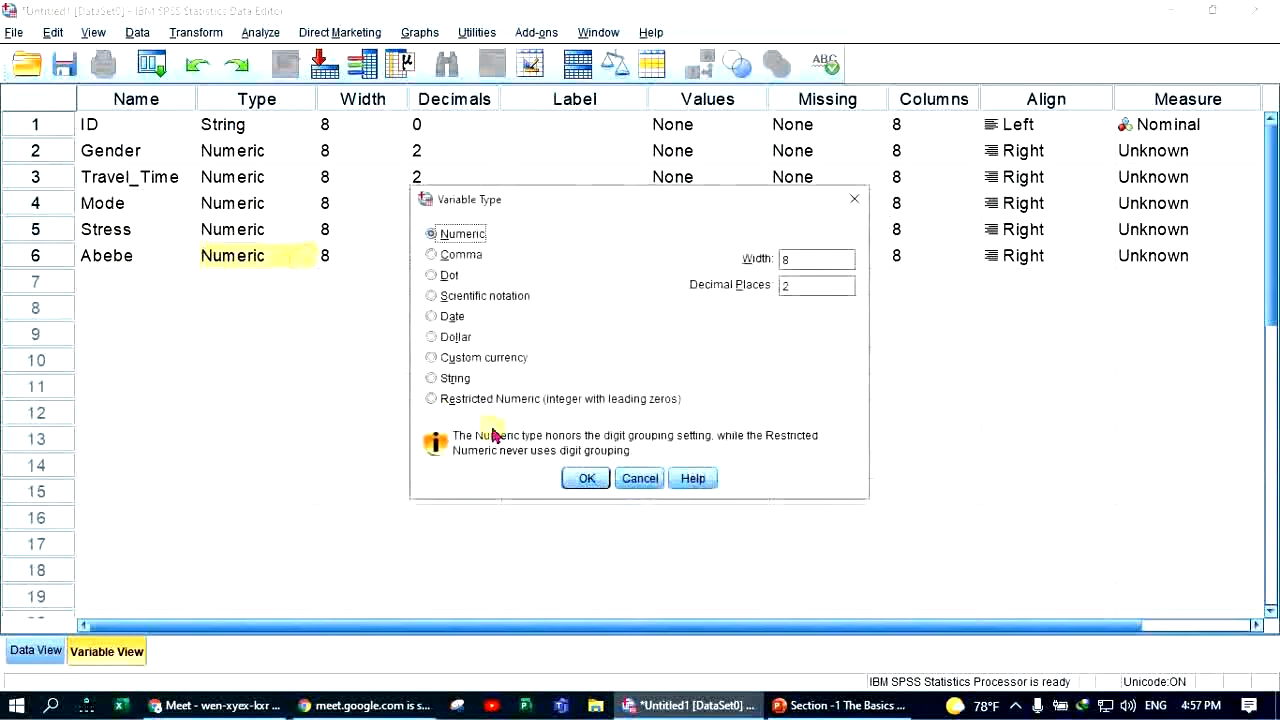 *Untitled1 [DataSet0] - IBM SPSS Statistics Data Editor
File Edit View Data Transform Analyze Direct Marketing Graphs Utilities Add-ons Window Help
ABC
Name Type Width Decimals Label Values Missing Columns Align Measure
1 ID String 8 0 None None 8 Left Nominal
2 Gender Numeric 8 2 None None 8 Right Unknown
3 Travel_Time Numeric 8 2 None None 8 Right Unknown
4 Mode Numeric 8 8 Right Unknown
5 Stress Numeric 8 8 Right Unknown
6 Abebe Numeric 8 8 Right Unknown
7
8
9
10
11
12
13
14
15
16
17
18
19
Variable Type
Numeric
Comma
Dot
Scientific notation
Date
Dollar
Custom currency
String
Restricted Numeric (integer with leading zeros)
Width: 8
Decimal Places: 2
The Numeric type honors the digit grouping setting, while the Restricted
Numeric never uses digit grouping
OK Cancel Help
Data View Variable View
IBM SPSS Statistics Processor is ready Unicode:ON
Meet - wen-xyex-kxr ... meet.google.com is s... *Untitled1 [DataSet0] ... Section -1 The Basics ... 78°F ENG 4:57 PM